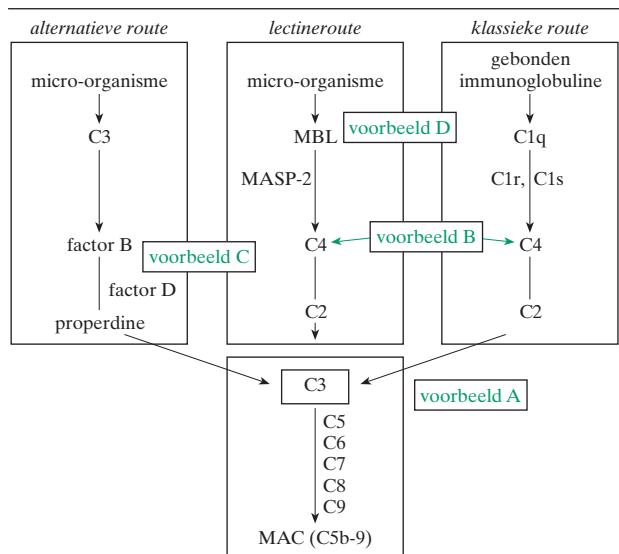 alternatieve route
micro-organisme
C3
factor B
factor D
properdine
lectineroute
micro-organisme
MBL
voorbeeld D
MASP-2
C4
C2
klassieke route
gebonden
immunoglobuline
C1q
C1r, C1s
C4
C2
voorbeeld B
voorbeeld C
C3
voorbeeld A
C5
C6
C7
C8
C9
MAC (C5b-9)